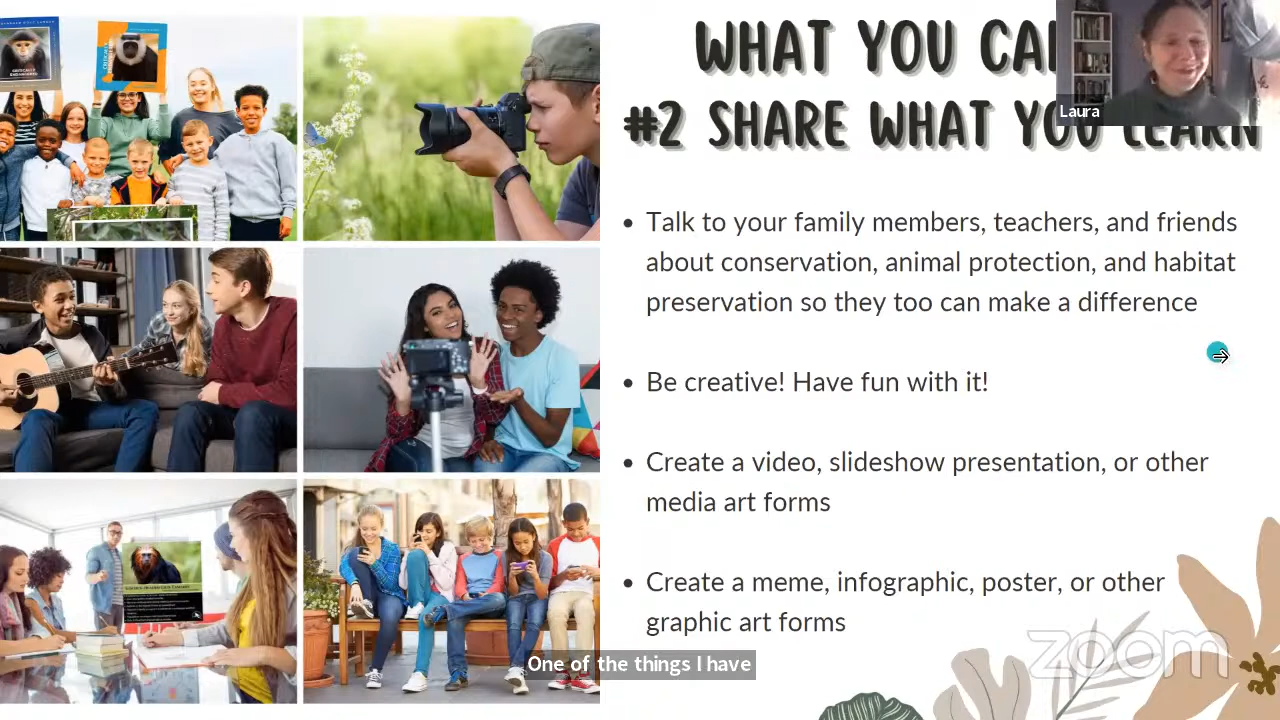 WHAT YOU CA
Laura
#2 SHARE WHAT YOU LEARN
• Talk to your family members, teachers, and friends
about conservation, animal protection, and habitat
preservation so they too can make a difference
• Be creative! Have fun with it!
• Create a video, slideshow presentation, or other
media art forms
• Create a meme, infographic, poster, or other
graphic art forms
One of the things I have
zoom